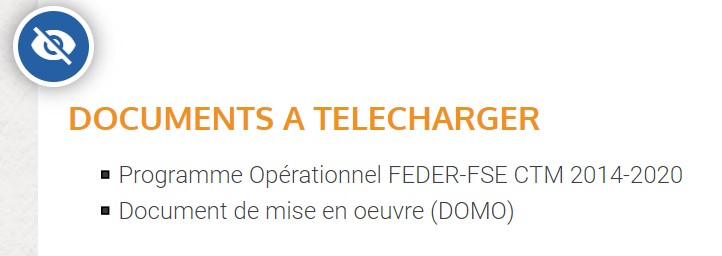 DOCUMENTS A TELECHARGER
Programme Opérationnel FEDER-FSE CTM 2014-2020
Document de mise en oeuvre (DOMO)